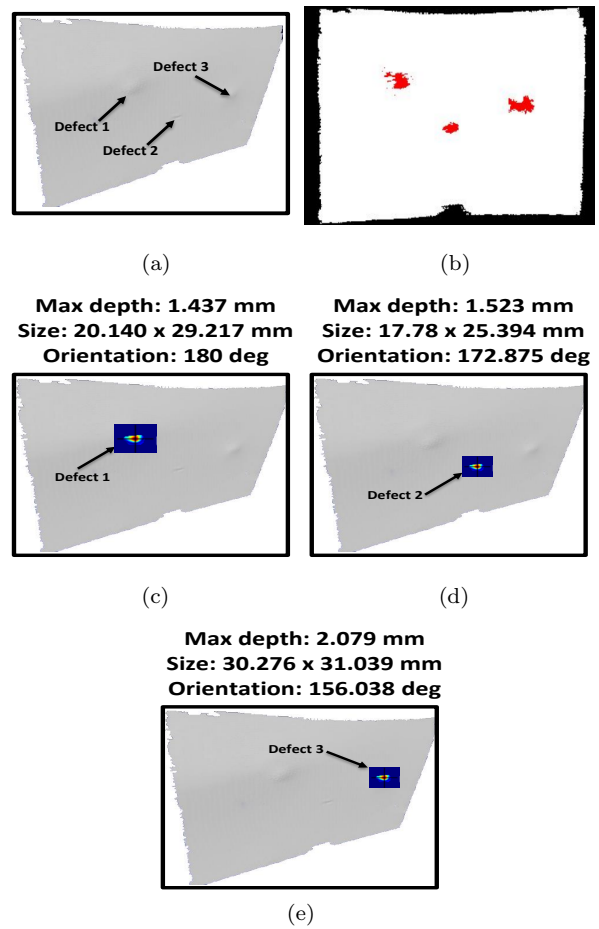 Defect 3
Defect 1
Defect 2
(a)
(b)
Max depth: 1.437 mm
Size: 20.140 x 29.217 mm
Orientation: 180 deg
Max depth: 1.523 mm
Size: 17.78 x 25.394 mm
Orientation: 172.875 deg
Defect 1
Defect 2
(c)
(d)
Max depth: 2.079 mm
Size: 30.276 x 31.039 mm
Orientation: 156.038 deg
Defect 3
(e)